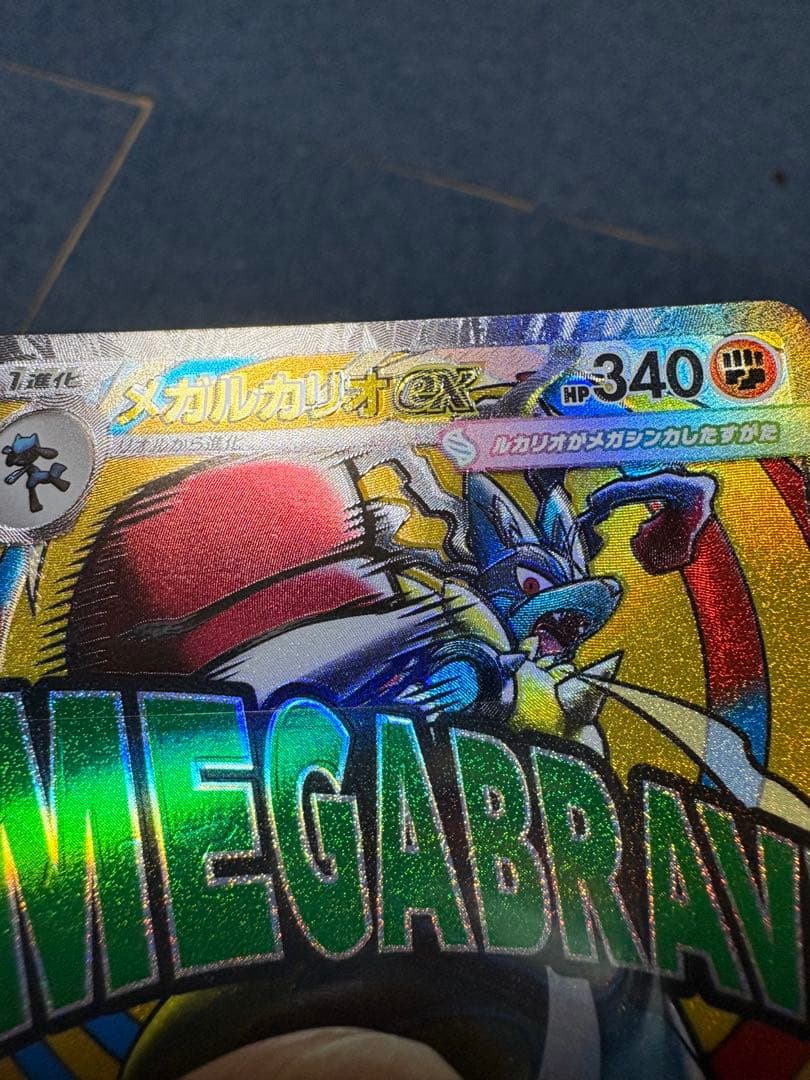 1進化 メガルカリオex HP340
リオルから進化
ルカリオがメガシンカしたすがた
MEGABRAV